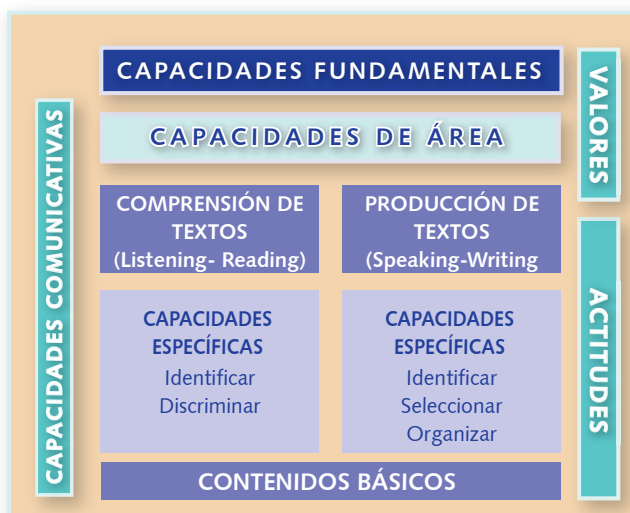 CAPACIDADES FUNDAMENTALES
CAPACIDADES DE ÁREA
CAPACIDADES COMUNICATIVAS
COMPRENSIÓN DE
TEXTOS
(Listening- Reading)
PRODUCCIÓN DE
TEXTOS
(Speaking-Writing
CAPACIDADES
ESPECÍFICAS
Identificar
Discriminar
CAPACIDADES
ESPECÍFICAS
Identificar
Seleccionar
Organizar
CONTENIDOS BÁSICOS
VALORES
ACTITUDES